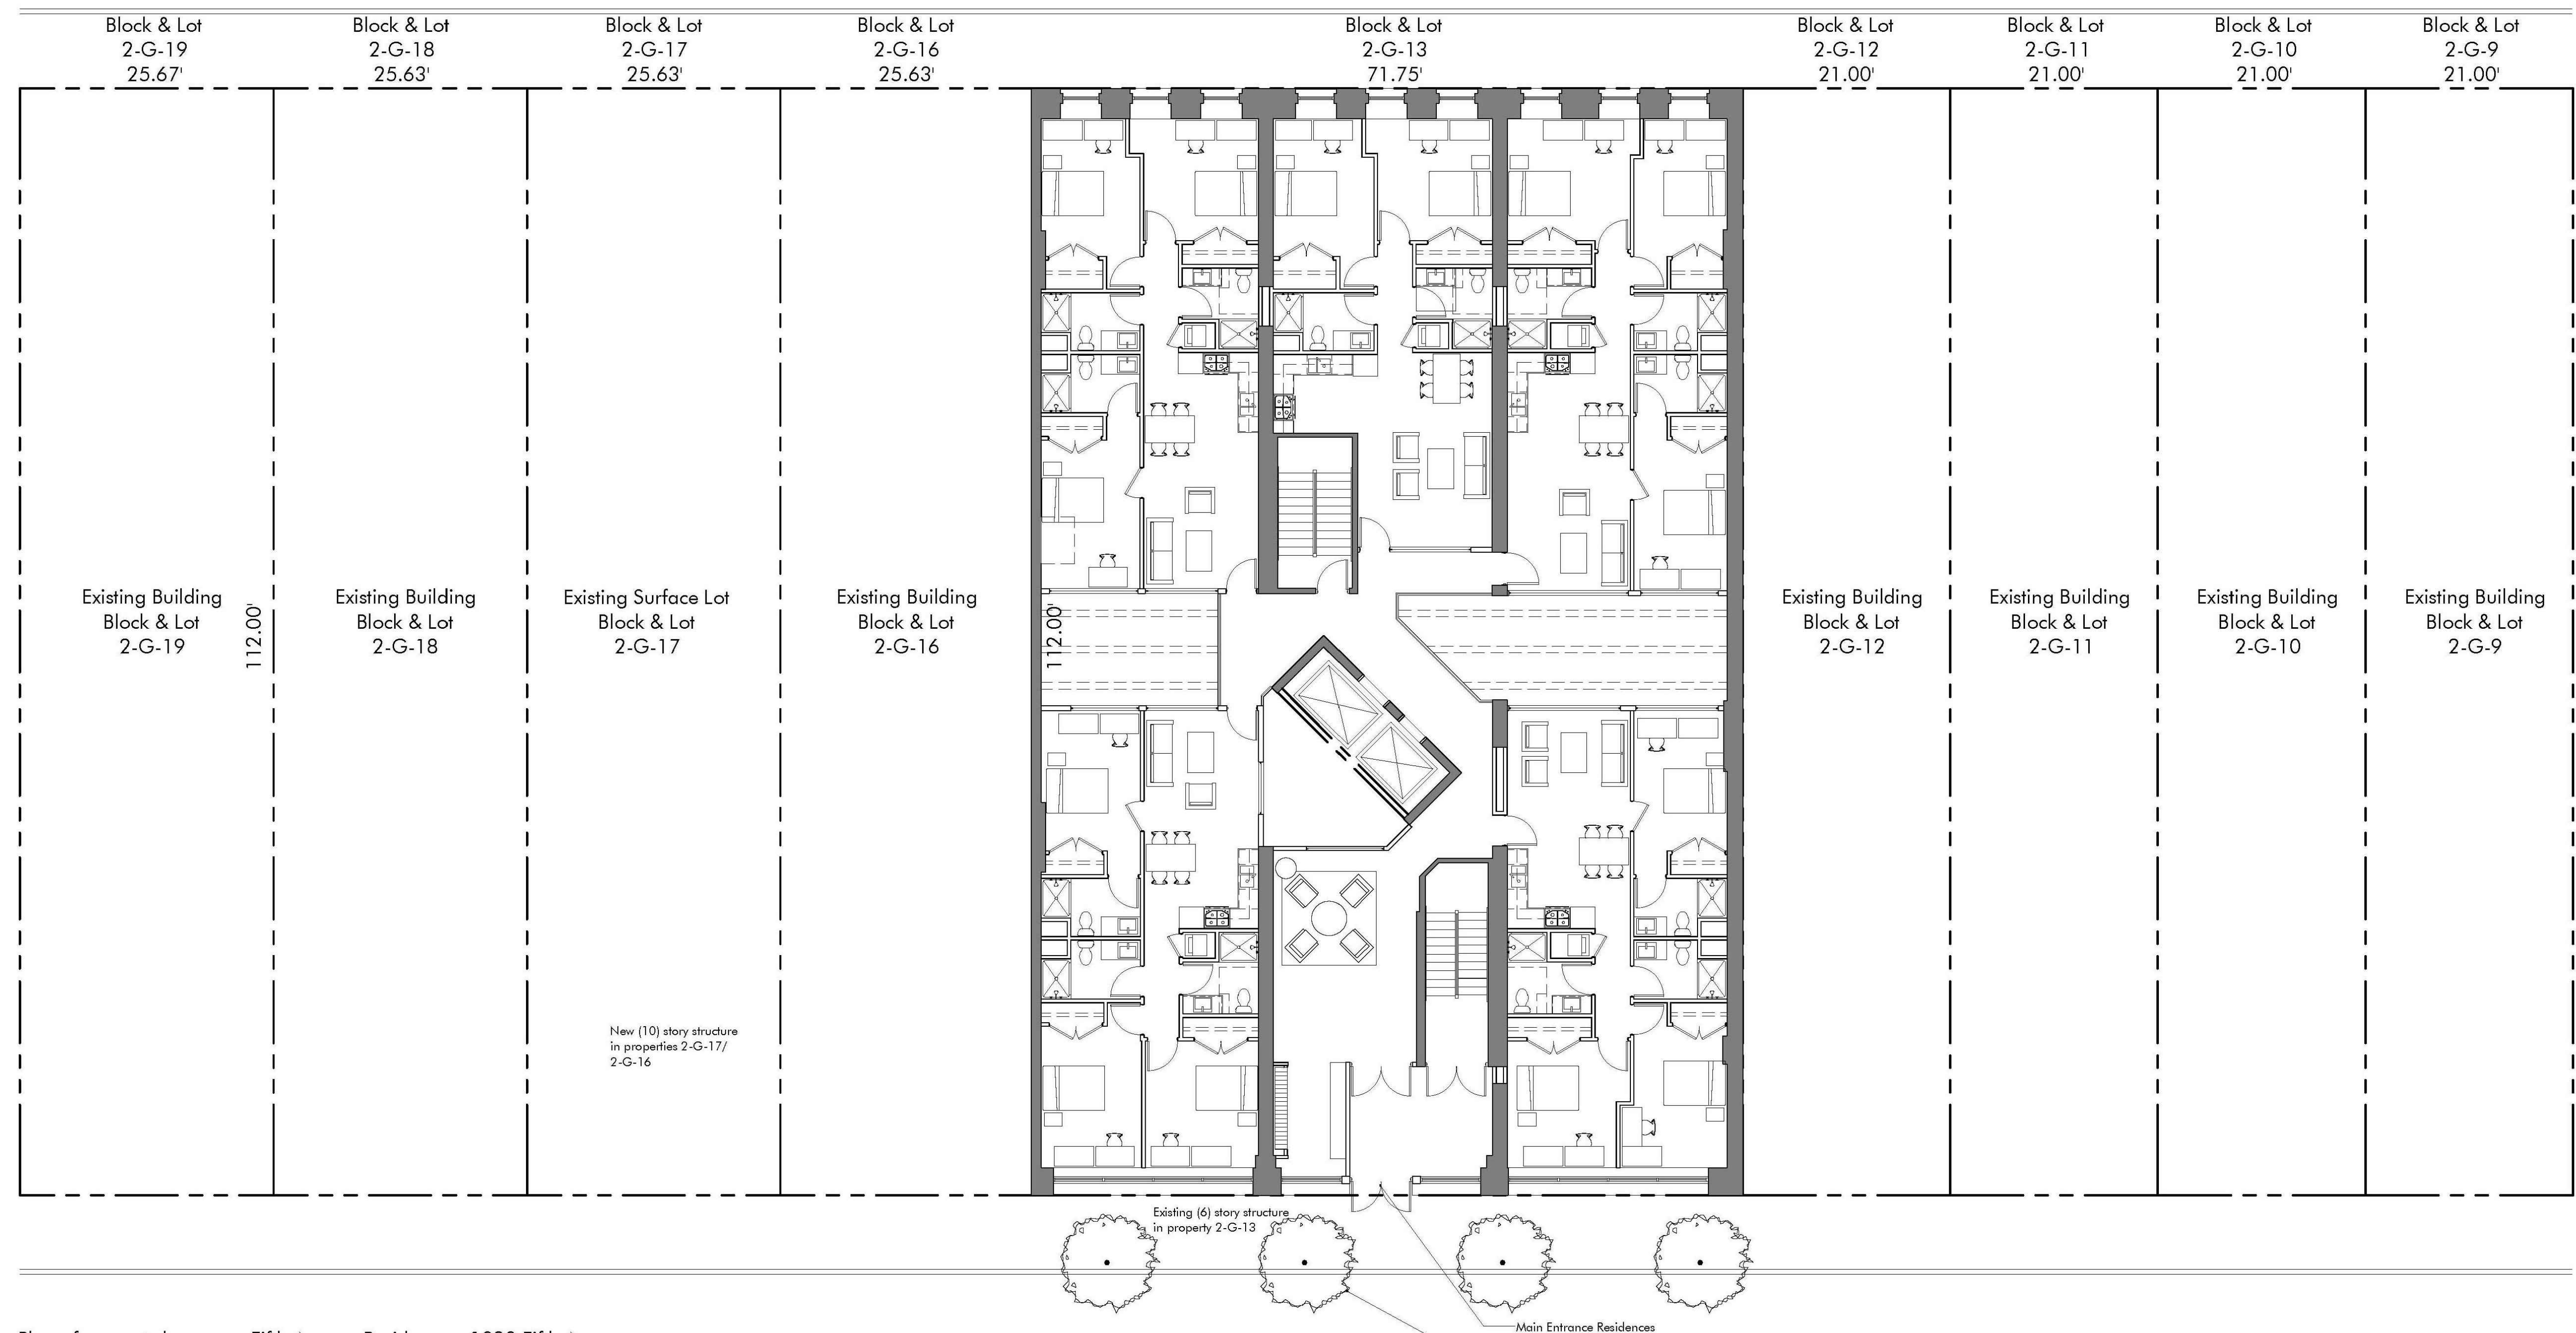 Block & Lot
2-G-19
25.67'
Block & Lot
2-G-18
25.63'
Block & Lot
2-G-17
25.63'
Block & Lot
2-G-16
25.63'
Block & Lot
2-G-13
71.75'
Block & Lot
2-G-12
21.00'
Block & Lot
2-G-11
21.00'
Block & Lot
2-G-10
21.00'
Block & Lot
2-G-9
21.00'
Existing Building
Block & Lot
2-G-19
112.00'
Existing Building
Block & Lot
2-G-18
Existing Surface Lot
Block & Lot
2-G-17
Existing Building
Block & Lot
2-G-16
112.00'
Existing Building
Block & Lot
2-G-12
Existing Building
Block & Lot
2-G-11
Existing Building
Block & Lot
2-G-10
Existing Building
Block & Lot
2-G-9
New (10) story structure
in properties 2-G-17/
2-G-16
Existing (6) story structure
in property 2-G-13
Main Entrance Residences